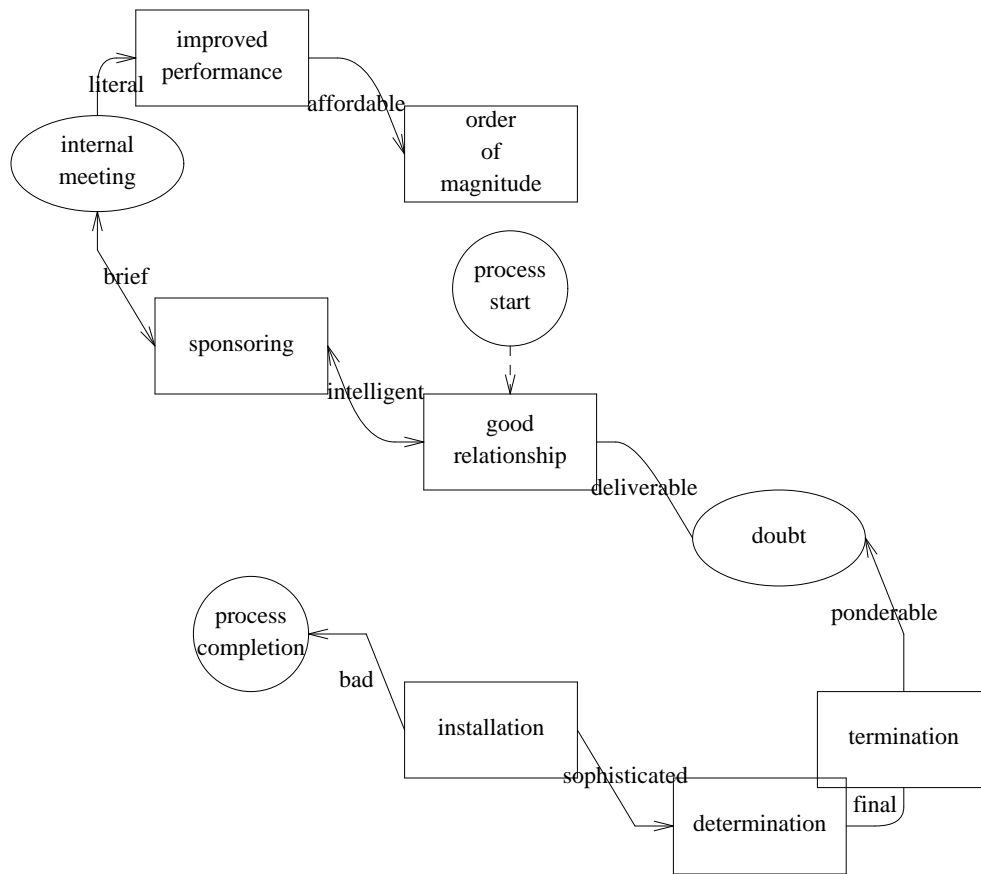 improved
performance
literal
affordable
order
of
magnitude
internal
meeting
process
start
brief
sponsoring
intelligent
good
relationship
deliverable
doubt
process
completion
ponderable
bad
installation
termination
sophisticated
final
determination